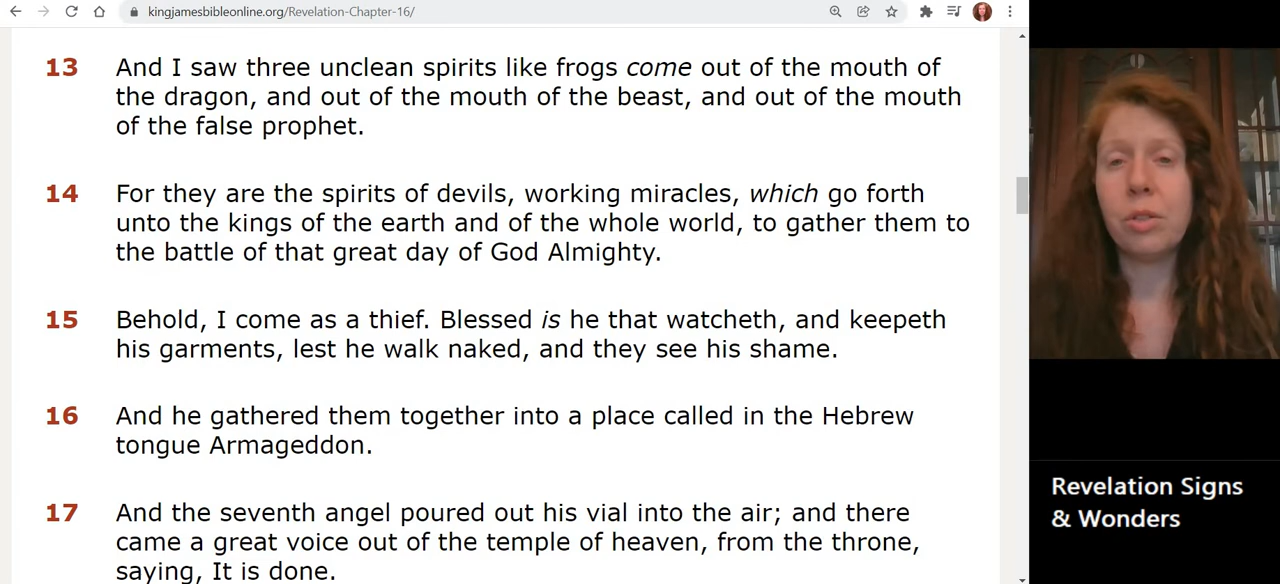 kingjamesbibleonline.org/Revelation-Chapter-16/
13 And I saw three unclean spirits like frogs come out of the mouth of
the dragon, and out of the mouth of the beast, and out of the mouth
of the false prophet.
14 For they are the spirits of devils, working miracles, which go forth
unto the kings of the earth and of the whole world, to gather them to
the battle of that great day of God Almighty.
15 Behold, I come as a thief. Blessed is he that watcheth, and keepeth
his garments, lest he walk naked, and they see his shame.
16 And he gathered them together into a place called in the Hebrew
tongue Armageddon.
17 And the seventh angel poured out his vial into the air; and there
came a great voice out of the temple of heaven, from the throne,
saying, It is done.
Revelation Signs
& Wonders